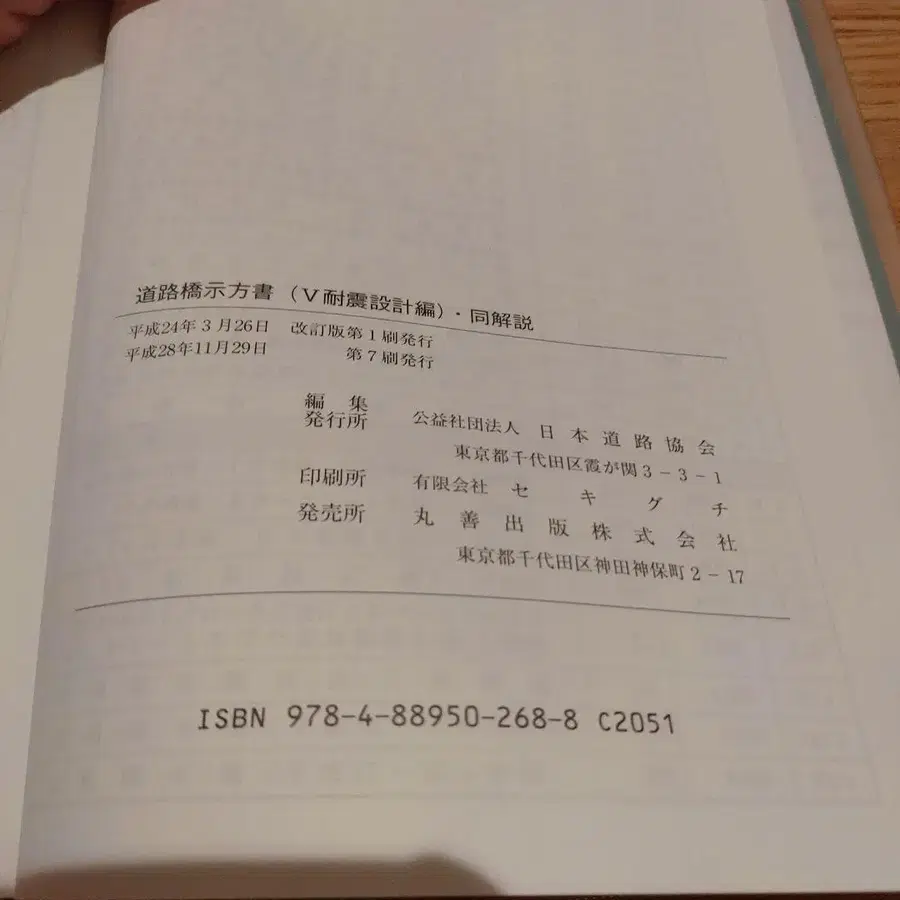 道路橋示方書（Ⅴ耐震設計編）・同解説
平成24年3月26日 改訂版第1刷発行
平成28年11月29日 第7刷発行
編集
発行所 公益社団法人 日本道路協会
東京都千代田区霞が関3－3－1
印刷所 有限会社 セキグチ
発売所 丸善出版株式会社
東京都千代田区神田神保町2－17
ISBN 978-4-88950-268-8 C2051